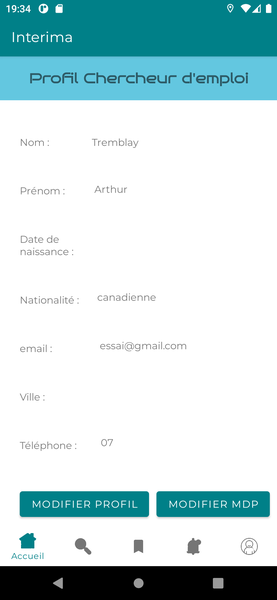 19:34
Interima
Profil Chercheur d'emploi
Nom : Tremblay
Prénom : Arthur
Date de
naissance :
Nationalité : canadienne
email : essai@gmail.com
Ville :
Téléphone : 07
MODIFIER PROFIL MODIFIER MDP
Accueil